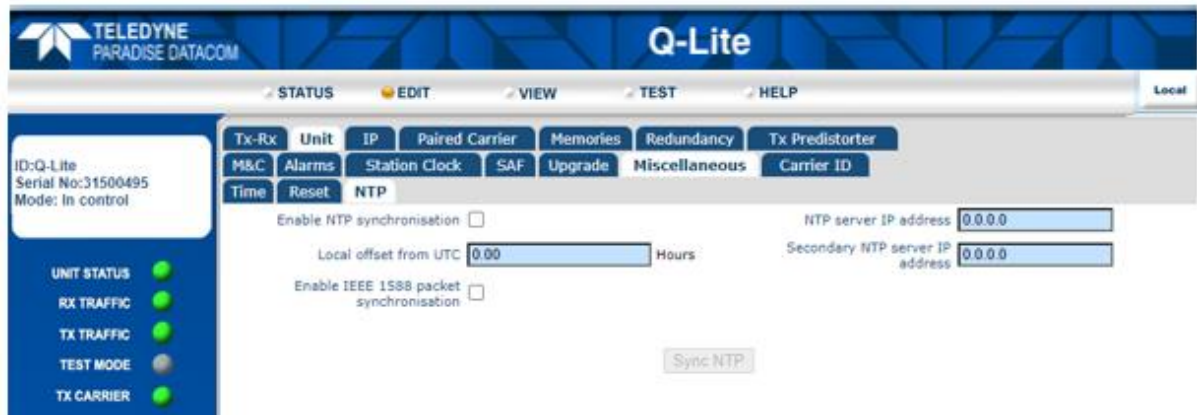 TELEDYNE
PARADISE DATACOM
Q-Lite
STATUS EDIT VIEW TEST HELP Local
ID:Q-Lite
Serial No:31500495
Mode: In control
UNIT STATUS
RX TRAFFIC
TX TRAFFIC
TEST MODE
TX CARRIER
Tx-Rx Unit IP Paired Carrier Memories Redundancy Tx Predistorter
M&C Alarms Station Clock SAF Upgrade Miscellaneous Carrier ID
Time Reset NTP
Enable NTP synchronisation
NTP server IP address 0.0.0.0
Local offset from UTC 0.00 Hours
Secondary NTP server IP
address 0.0.0.0
Enable IEEE 1588 packet
synchronisation
Sync NTP